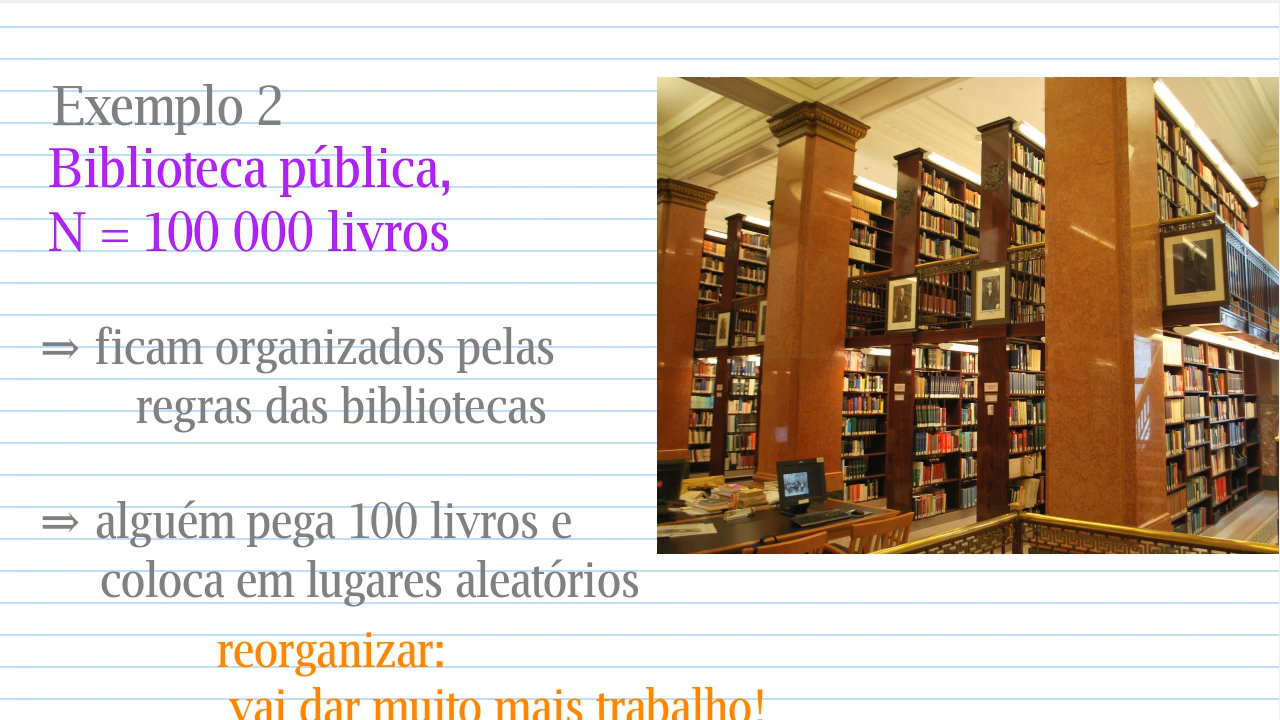 Exemplo 2
Biblioteca pública,
N = 100 000 livros
⇒ ficam organizados pelas
regras das bibliotecas
⇒ alguém pega 100 livros e
coloca em lugares aleatórios
reorganizar:
vai dar muito mais trabalho!